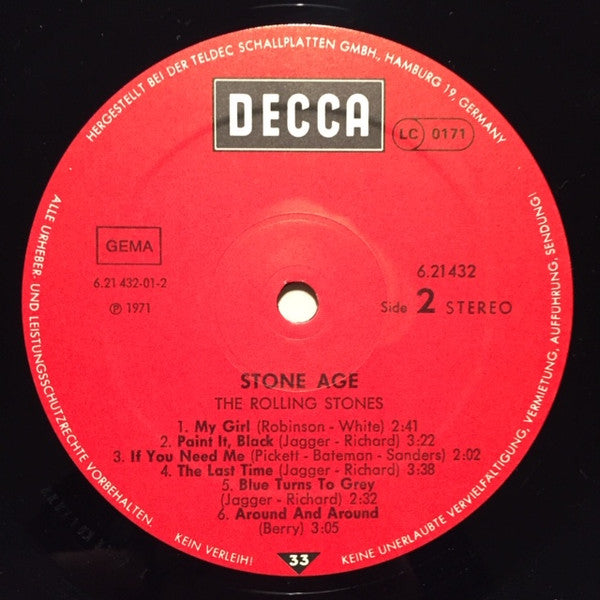 HERGESTELLT BEI DER TELDEC SCHALLPLATTEN GMBH., HAMBURG 19, GERMANY
DECCA
LC 0171
GEMA
6.21 432-01-2
℗ 1971
6.21432
Side 2 STEREO
STONE AGE
THE ROLLING STONES
1. My Girl (Robinson - White) 2:41
2. Paint It, Black (Jagger - Richard) 3:22
3. If You Need Me (Pickett - Bateman - Sanders) 2:02
4. The Last Time (Jagger - Richard) 3:38
5. Blue Turns To Grey
(Jagger - Richard) 2:32
6. Around And Around
(Berry) 3:05
33
ALLE URHEBER- UND LEISTUNGSSCHUTZRECHTE VORBEHALTEN.
KEIN VERLEIH!
KEINE UNERLAUBTE VERVIELFÄLTIGUNG, VERMIETUNG, AUFFÜHRUNG, SENDUNG!